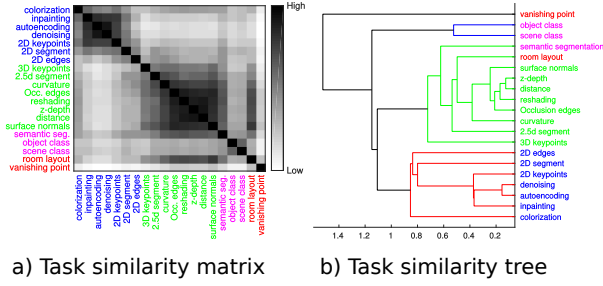 colorization
inpainting
autoencoding
denoising
2D keypoints
2D segment
2D edges
3D keypoints
2.5d segment
curvature
Occ. edges
reshading
z-depth
distance
surface normals
semantic seg.
object class
scene class
room layout
vanishing point
colorization
inpainting
autoencoding
denoising
2D keypoints
2D segment
2D edges
3D keypoints
2.5d segment
curvature
Occ. edges
reshading
z-depth
distance
surface normals
semantic seg.
object class
scene class
room layout
vanishing point
High
Low
vanishing point
object class
scene class
semantic segmentation
room layout
surface normals
z-depth
distance
reshading
Occlusion edges
curvature
2.5d segment
3D keypoints
2D edges
2D segment
2D keypoints
denoising
autoencoding
inpainting
colorization
1.4 1.2 1 0.8 0.6 0.4 0.2
a) Task similarity matrix
b) Task similarity tree